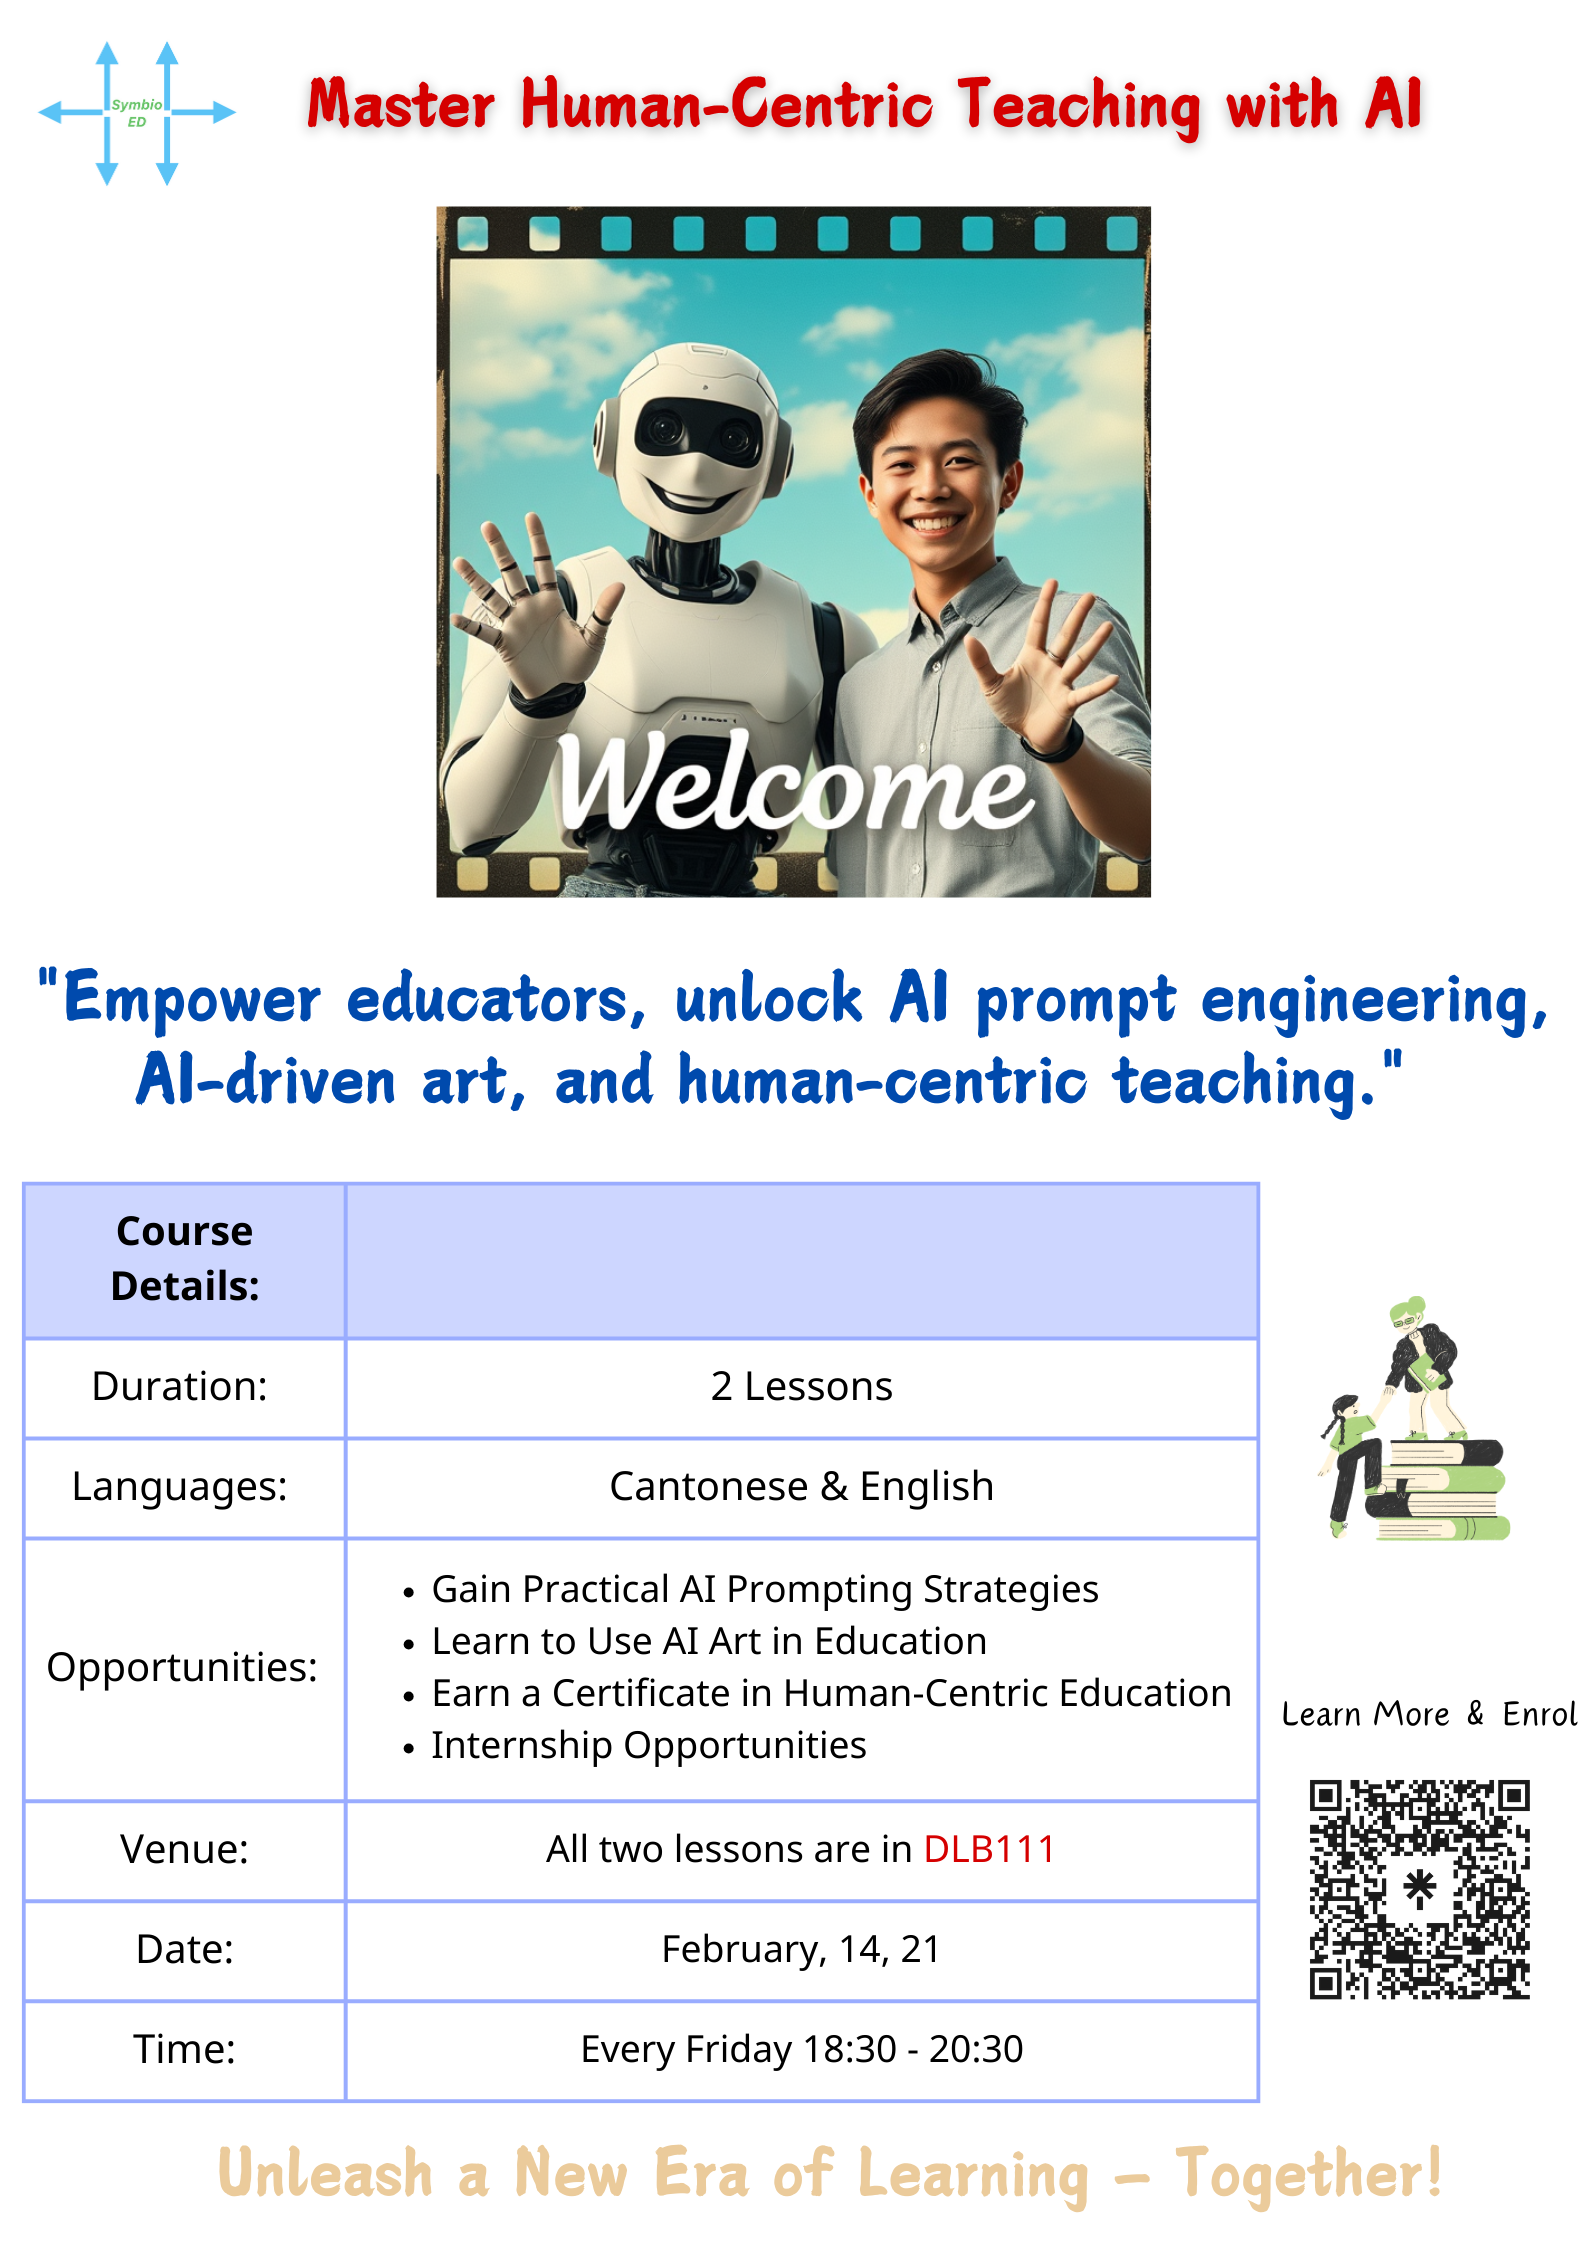 Symbio
ED
Master Human-Centric Teaching with AI
Welcome
"Empower educators, unlock AI prompt engineering,
AI-driven art, and human-centric teaching."
Course
Details:
Duration:
2 Lessons
Languages:
Cantonese & English
Opportunities:
• Gain Practical AI Prompting Strategies
• Learn to Use AI Art in Education
• Earn a Certificate in Human-Centric Education
• Internship Opportunities
Venue:
All two lessons are in DLB111
Date:
February, 14, 21
Time:
Every Friday 18:30 - 20:30
Learn More & Enrol
Unleash a New Era of Learning – Together!